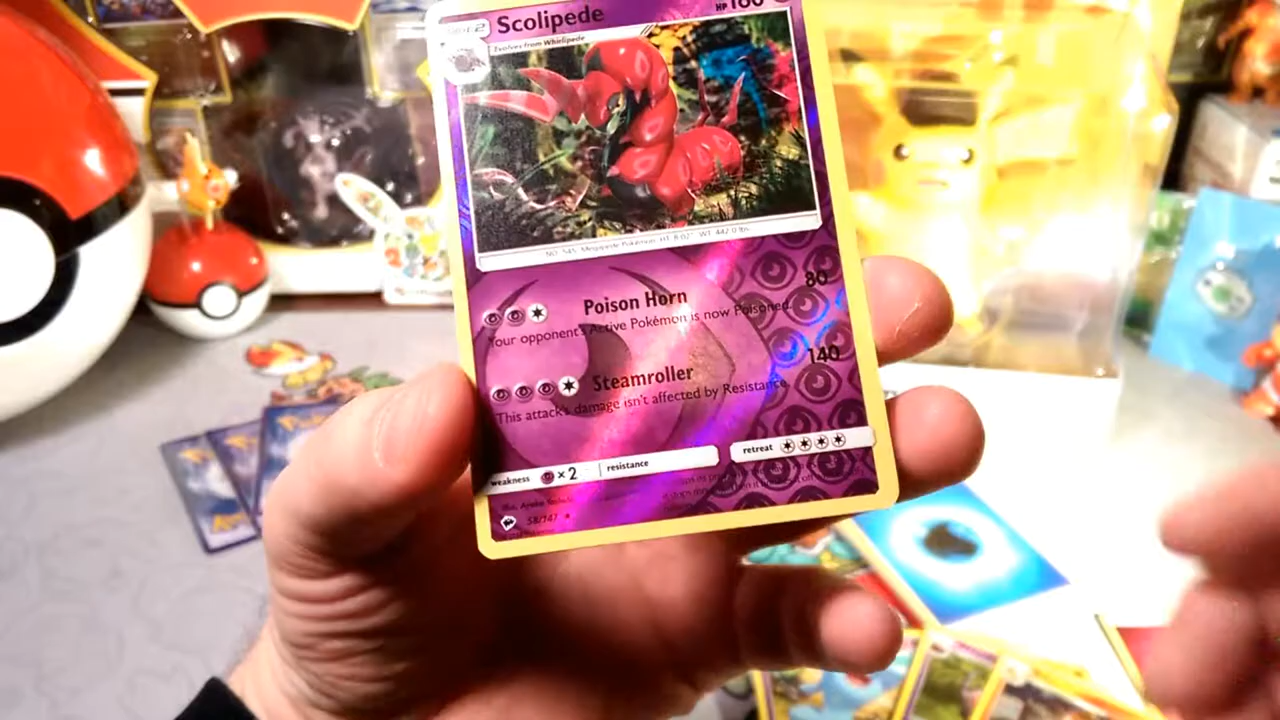 Scolipede
HP160
Evolves from Whirlipede
NO. 545 Megapede Pokémon HT: 8'02" WT: 442.0 lbs
Poison Horn 80
Your opponent's Active Pokémon is now Poisoned.
Steamroller 140
This attack's damage isn't affected by Resistance.
weakness ×2 resistance
retreat
58/147